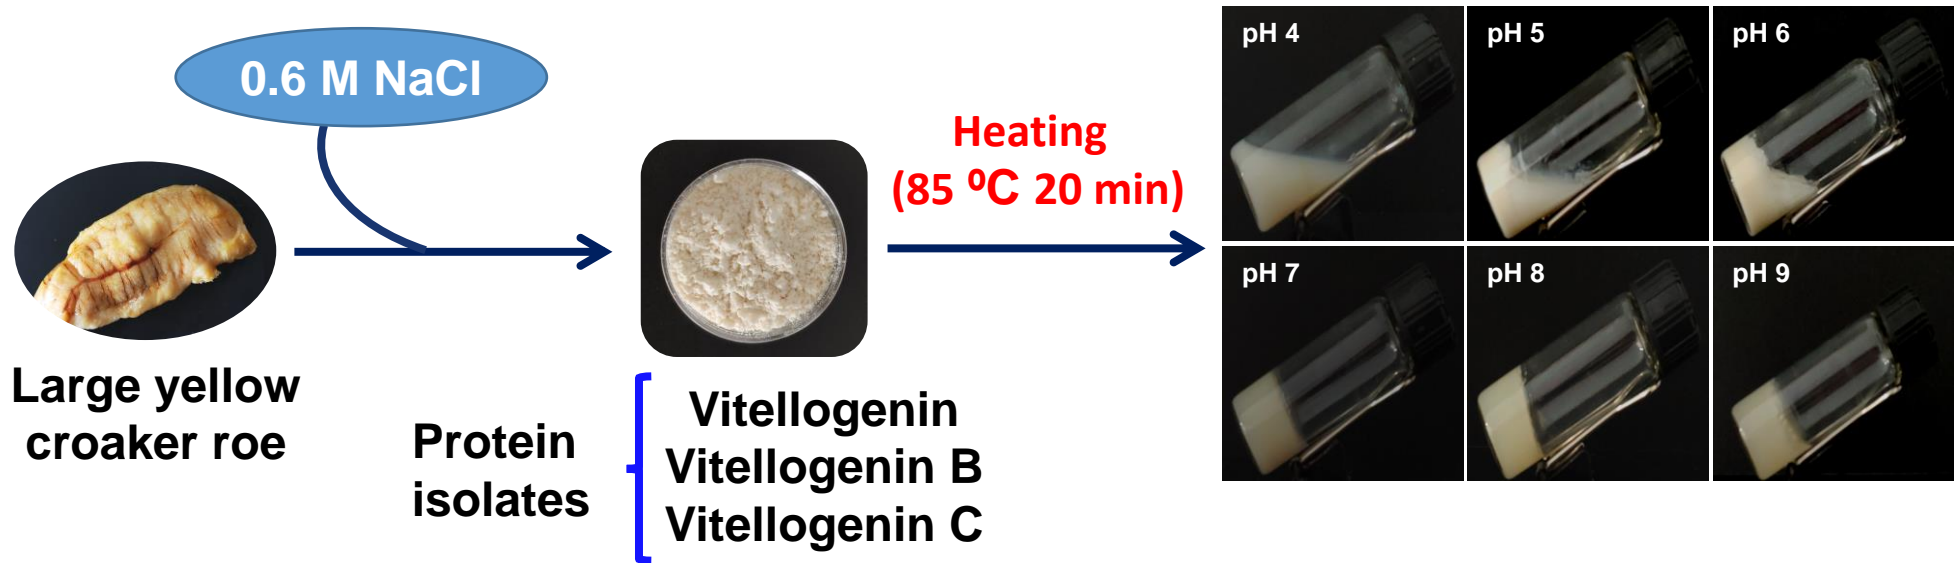 0.6 M NaCl
Large yellow
croaker roe
Protein
isolates
Vitellogenin
Vitellogenin B
Vitellogenin C
Heating
(85 ⁰C 20 min)
pH 4
pH 5
pH 6
pH 7
pH 8
pH 9